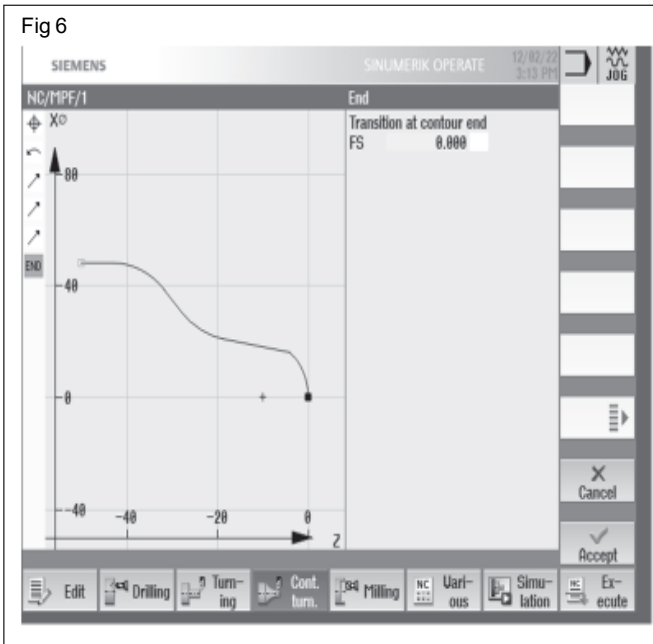 Fig 6
SIEMENS
SINUMERIK OPERATE
12/02/22
3:13 PM
JOG
NC/MPF/1
End
X∅
Transition at contour end
FS 0.000
80
END
40
0
-40
-40 -20 0
Z
Cancel
Accept
Edit
Drilling
Turn-
ing
Cont.
turn.
Milling
NC
Vari-
ous
Simu-
lation
NC
Ex-
ecute